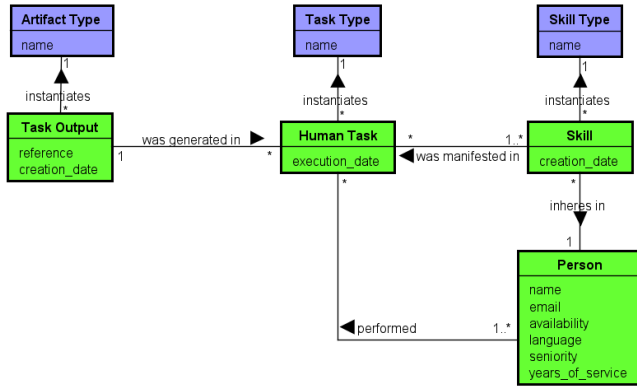 Artifact Type
name
Task Type
name
Skill Type
name
1
1
1
instantiates
instantiates
instantiates
*
*
*
Task Output
reference
creation_date
was generated in
1
*
Human Task
execution_date
*
1..*
was manifested in
Skill
creation_date
*
*
inheres in
1
Person
name
email
availability
language
seniority
years_of_service
performed
1..*